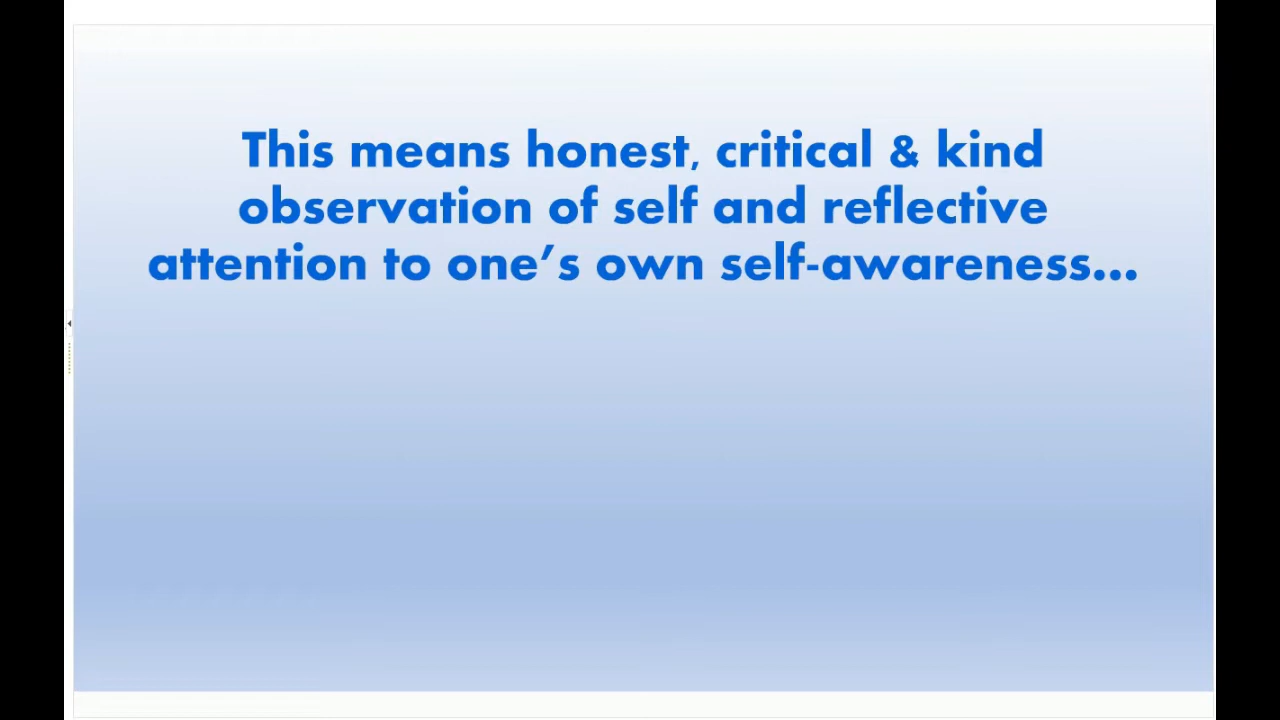 This means honest, critical & kind
observation of self and reflective
attention to one’s own self-awareness…